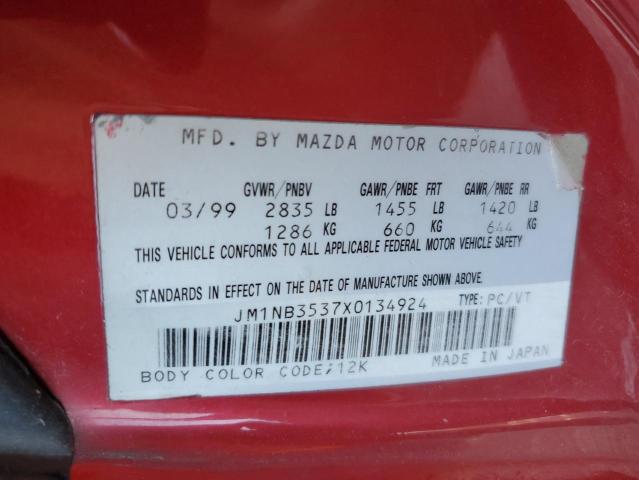 MFD. BY MAZDA MOTOR CORPORATION
DATE GVWR/PNBV GAWR/PNBE FRT GAWR/PNBE RR
03/99 2835 LB 1455 LB 1420 LB
1286 KG 660 KG 644 KG
THIS VEHICLE CONFORMS TO ALL APPLICABLE FEDERAL MOTOR VEHICLE SAFETY
STANDARDS IN EFFECT ON THE DATE OF MANUFACTURE SHOWN ABOVE.
JM1NB3537X0134924 TYPE: PC/VT
BODY COLOR CODE;12K MADE IN JAPAN